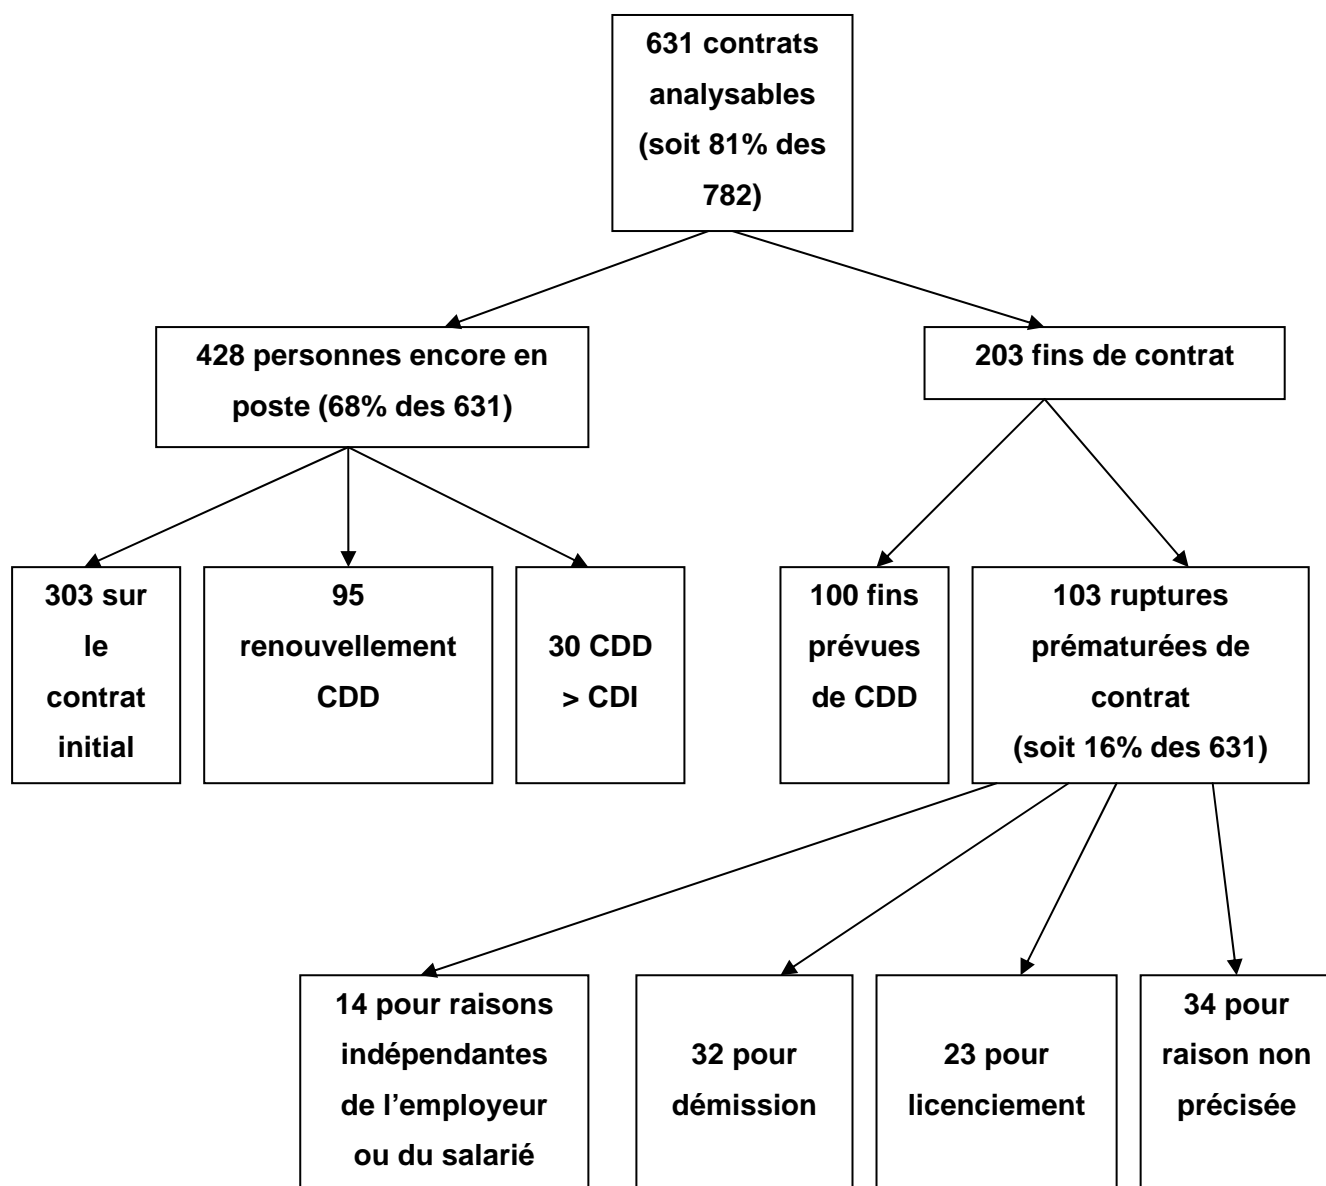 631 contrats
analysables
(soit 81% des
782)
428 personnes encore en
poste (68% des 631)
203 fins de contrat
303 sur
le
contrat
initial
95
renouvellement
CDD
30 CDD
> CDI
100 fins
prévues
de CDD
103 ruptures
prématurées de
contrat
(soit 16% des 631)
14 pour raisons
indépendantes
de l’employeur
ou du salarié
32 pour
démission
23 pour
licenciement
34 pour
raison non
précisée